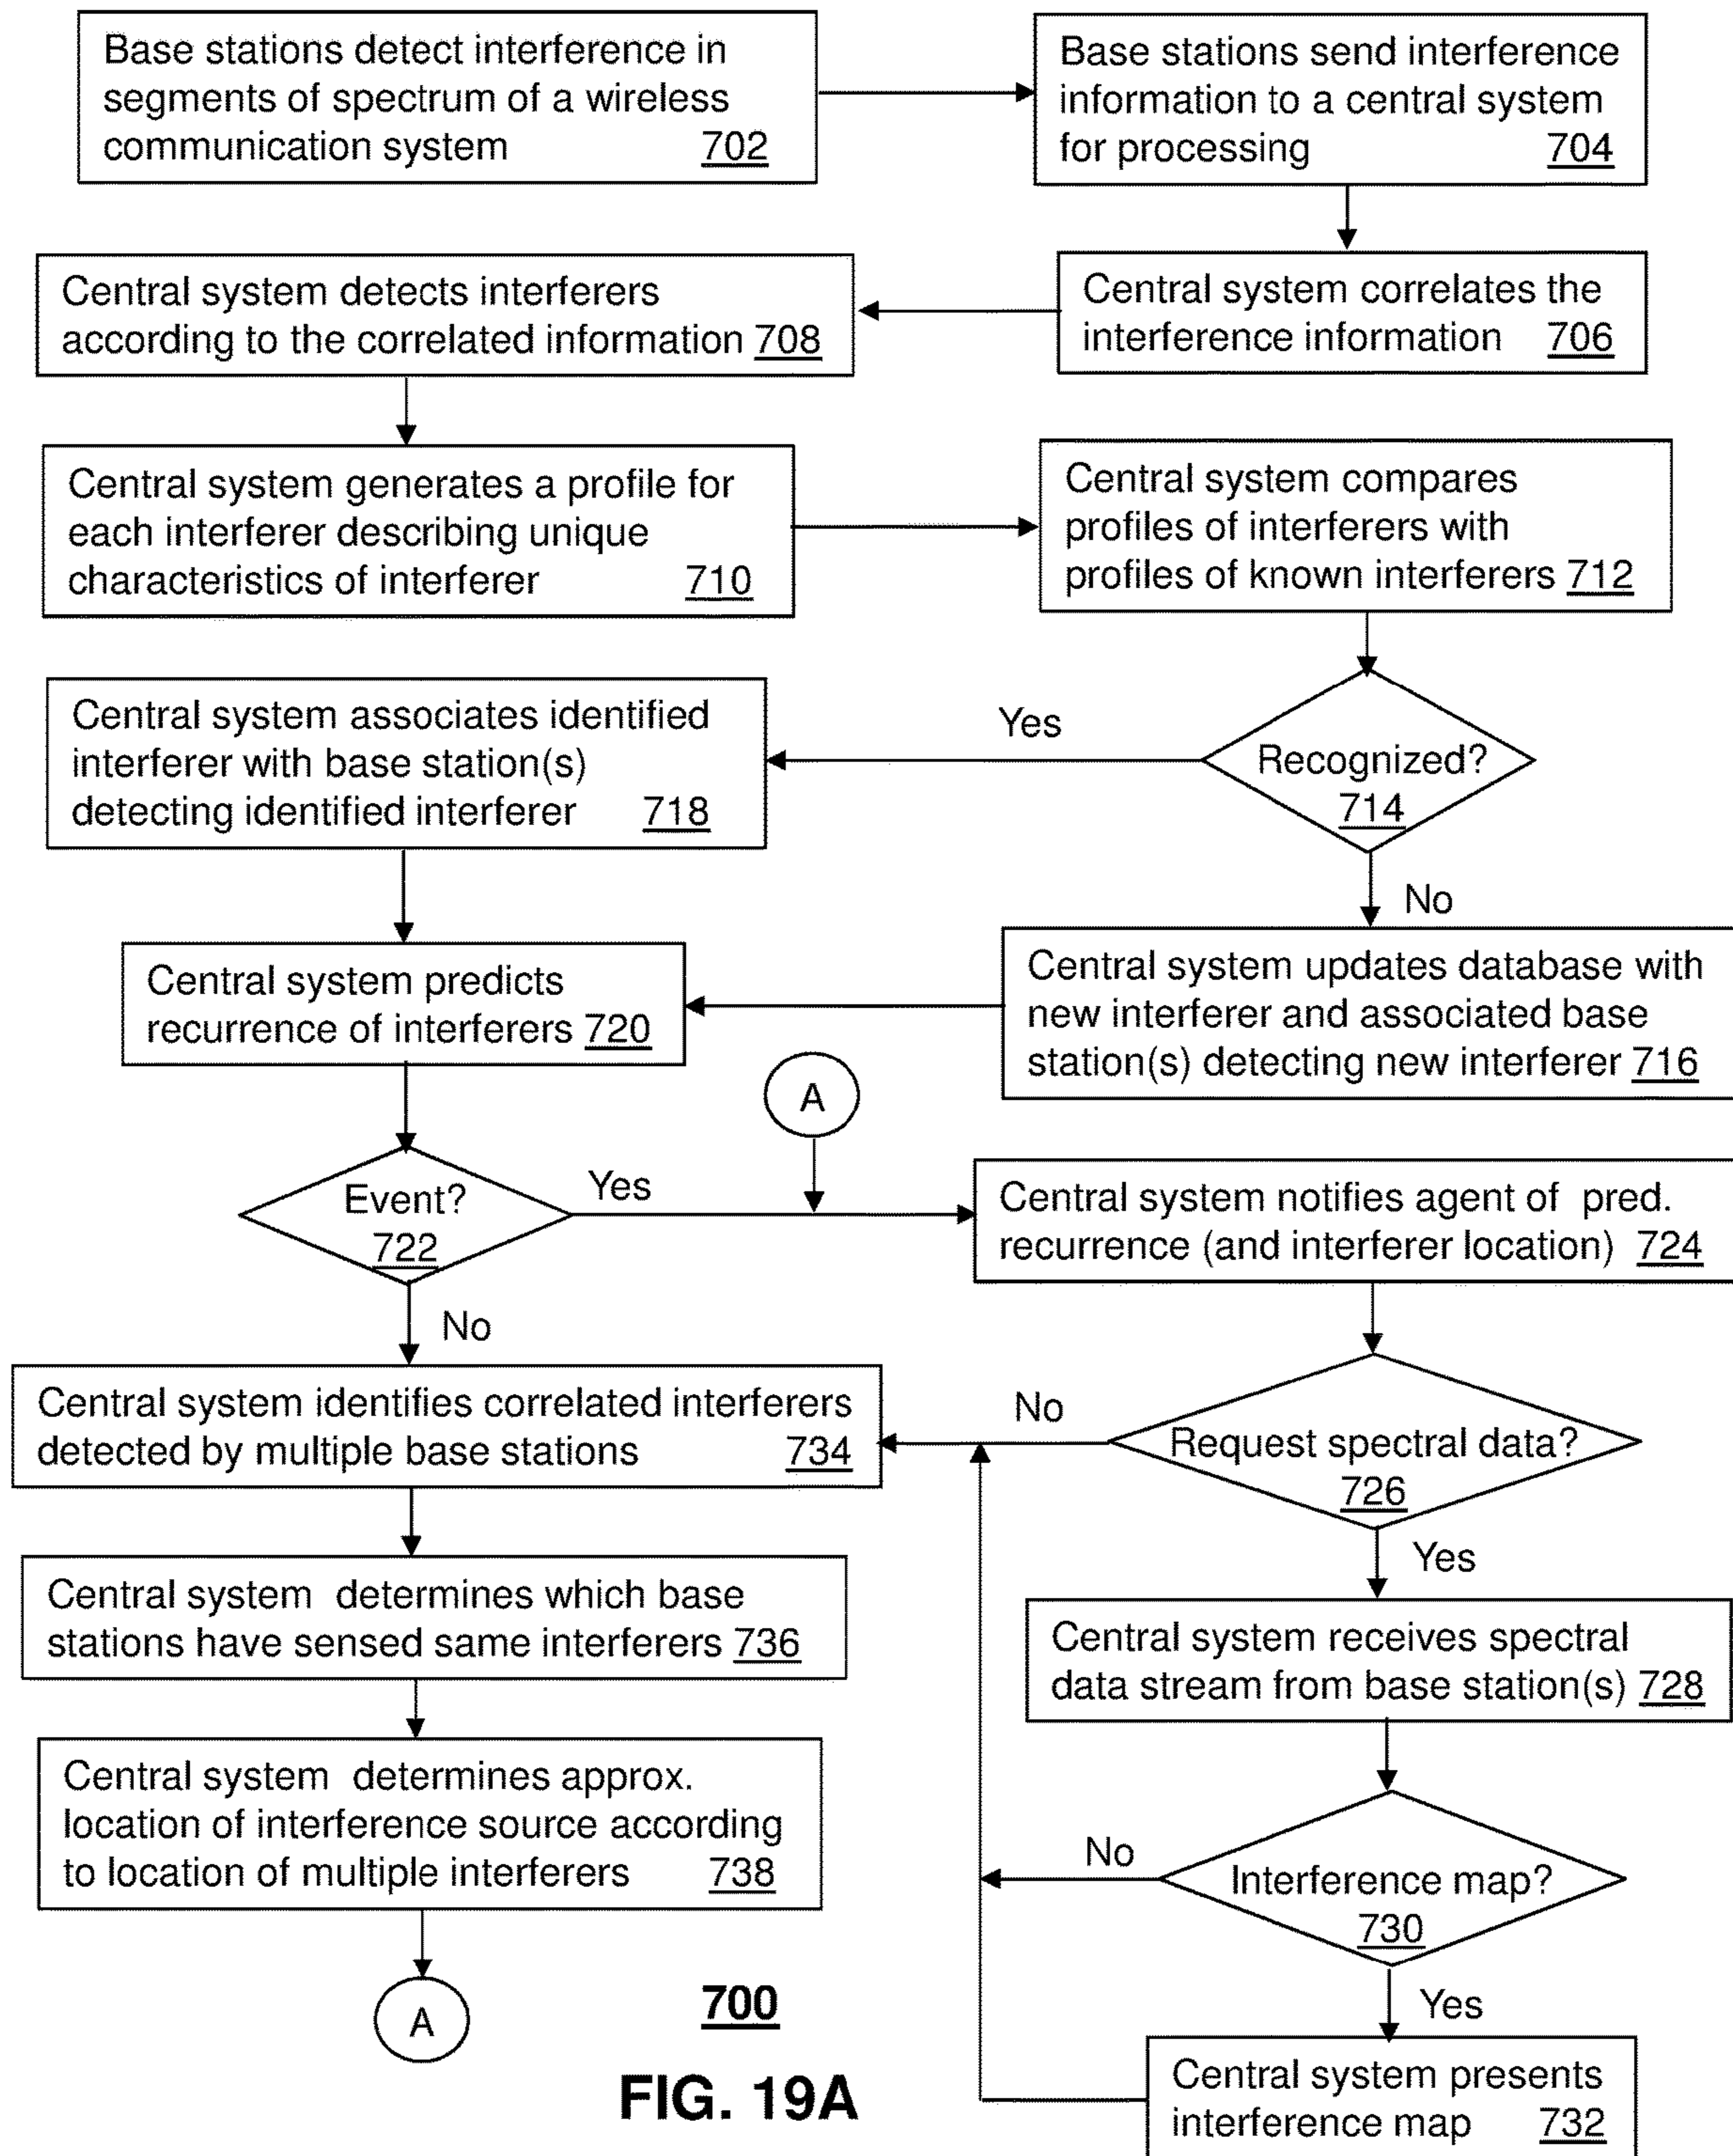 Base stations detect interference in
segments of spectrum of a wireless
communication system 702
Base stations send interference
information to a central system
for processing 704
Central system detects interferers
according to the correlated information 708
Central system correlates the
interference information 706
Central system generates a profile for
each interferer describing unique
characteristics of interferer 710
Central system compares
profiles of interferers with
profiles of known interferers 712
Central system associates identified
interferer with base station(s)
detecting identified interferer 718
Yes
Recognized?
714
No
Central system predicts
recurrence of interferers 720
Central system updates database with
new interferer and associated base
station(s) detecting new interferer 716
A
Event?
722
Yes
No
Central system notifies agent of pred.
recurrence (and interferer location) 724
Central system identifies correlated interferers
detected by multiple base stations 734
No
Request spectral data?
726
Yes
Central system determines which base
stations have sensed same interferers 736
Central system receives spectral
data stream from base station(s) 728
Central system determines approx.
location of interference source according
to location of multiple interferers 738
No
Interference map?
730
Yes
A
700
FIG. 19A
Central system presents
interference map 732